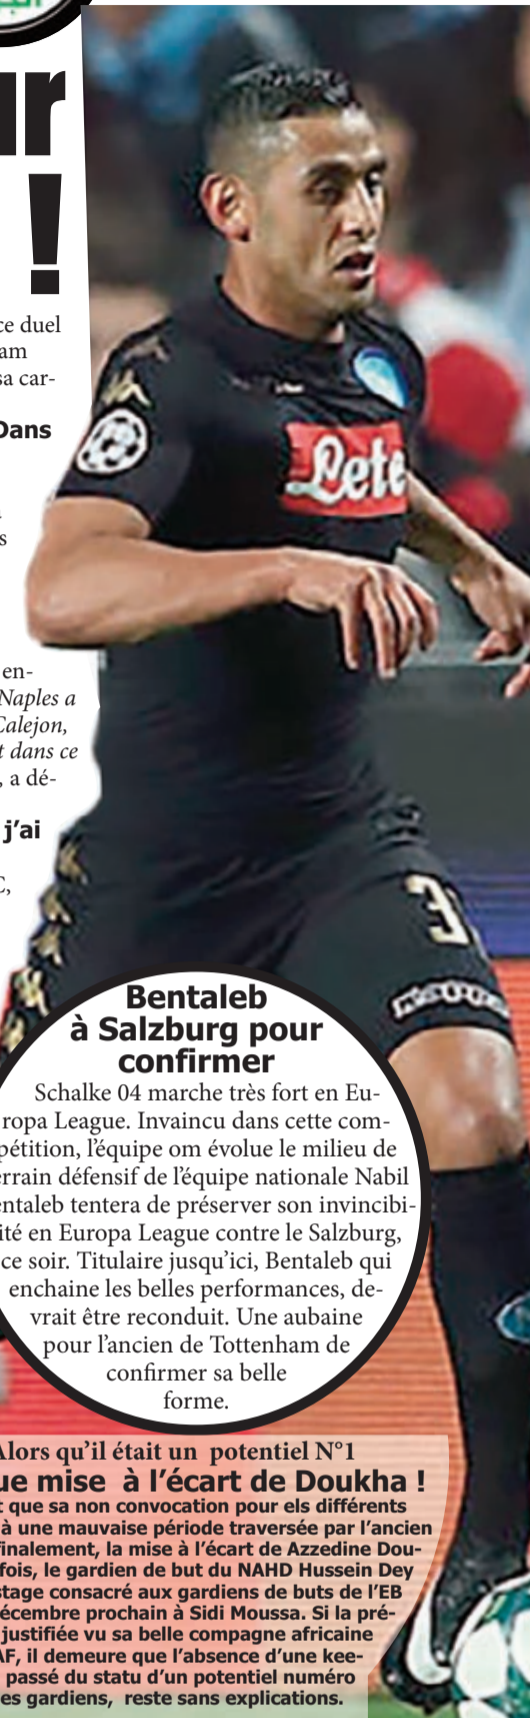 ur
!
ce duel
am
sa car-
Dans
s
en-
Naples a
Calejon,
t dans ce
, a dé-
j'ai
C,
Lete
3
Bentaleb
à Salzburg pour
confirmer
Schalke 04 marche très fort en Eu-
ropa League. Invaincu dans cette com-
pétition, l'équipe om évolue le milieu de
errain défensif de l'équipe nationale Nabil
entaleb tentera de préserver son invincibi-
ité en Europa League contre le Salzburg,
ce soir. Titulaire jusqu'ici, Bentaleb qui
enchaine les belles performances, de-
vrait être reconduit. Une aubaine
pour l'ancien de Tottenham de
confirmer sa belle
forme.
Alors qu'il était un potentiel N°1
ue mise à l'écart de Doukha !
t que sa non convocation pour els différents
à une mauvaise période traversée par l'ancien
finalement, la mise à l'écart de Azzedine Dou-
fois, le gardien de but du NAHD Hussein Dey
stage consacré aux gardiens de buts de l'EB
écembre prochain à Sidi Moussa. Si la pré-
justifiée vu sa belle compagne africaine
AF, il demeure que l'absence d'une kee-
passé du statu d'un potentiel numéro
es gardiens, reste sans explications.